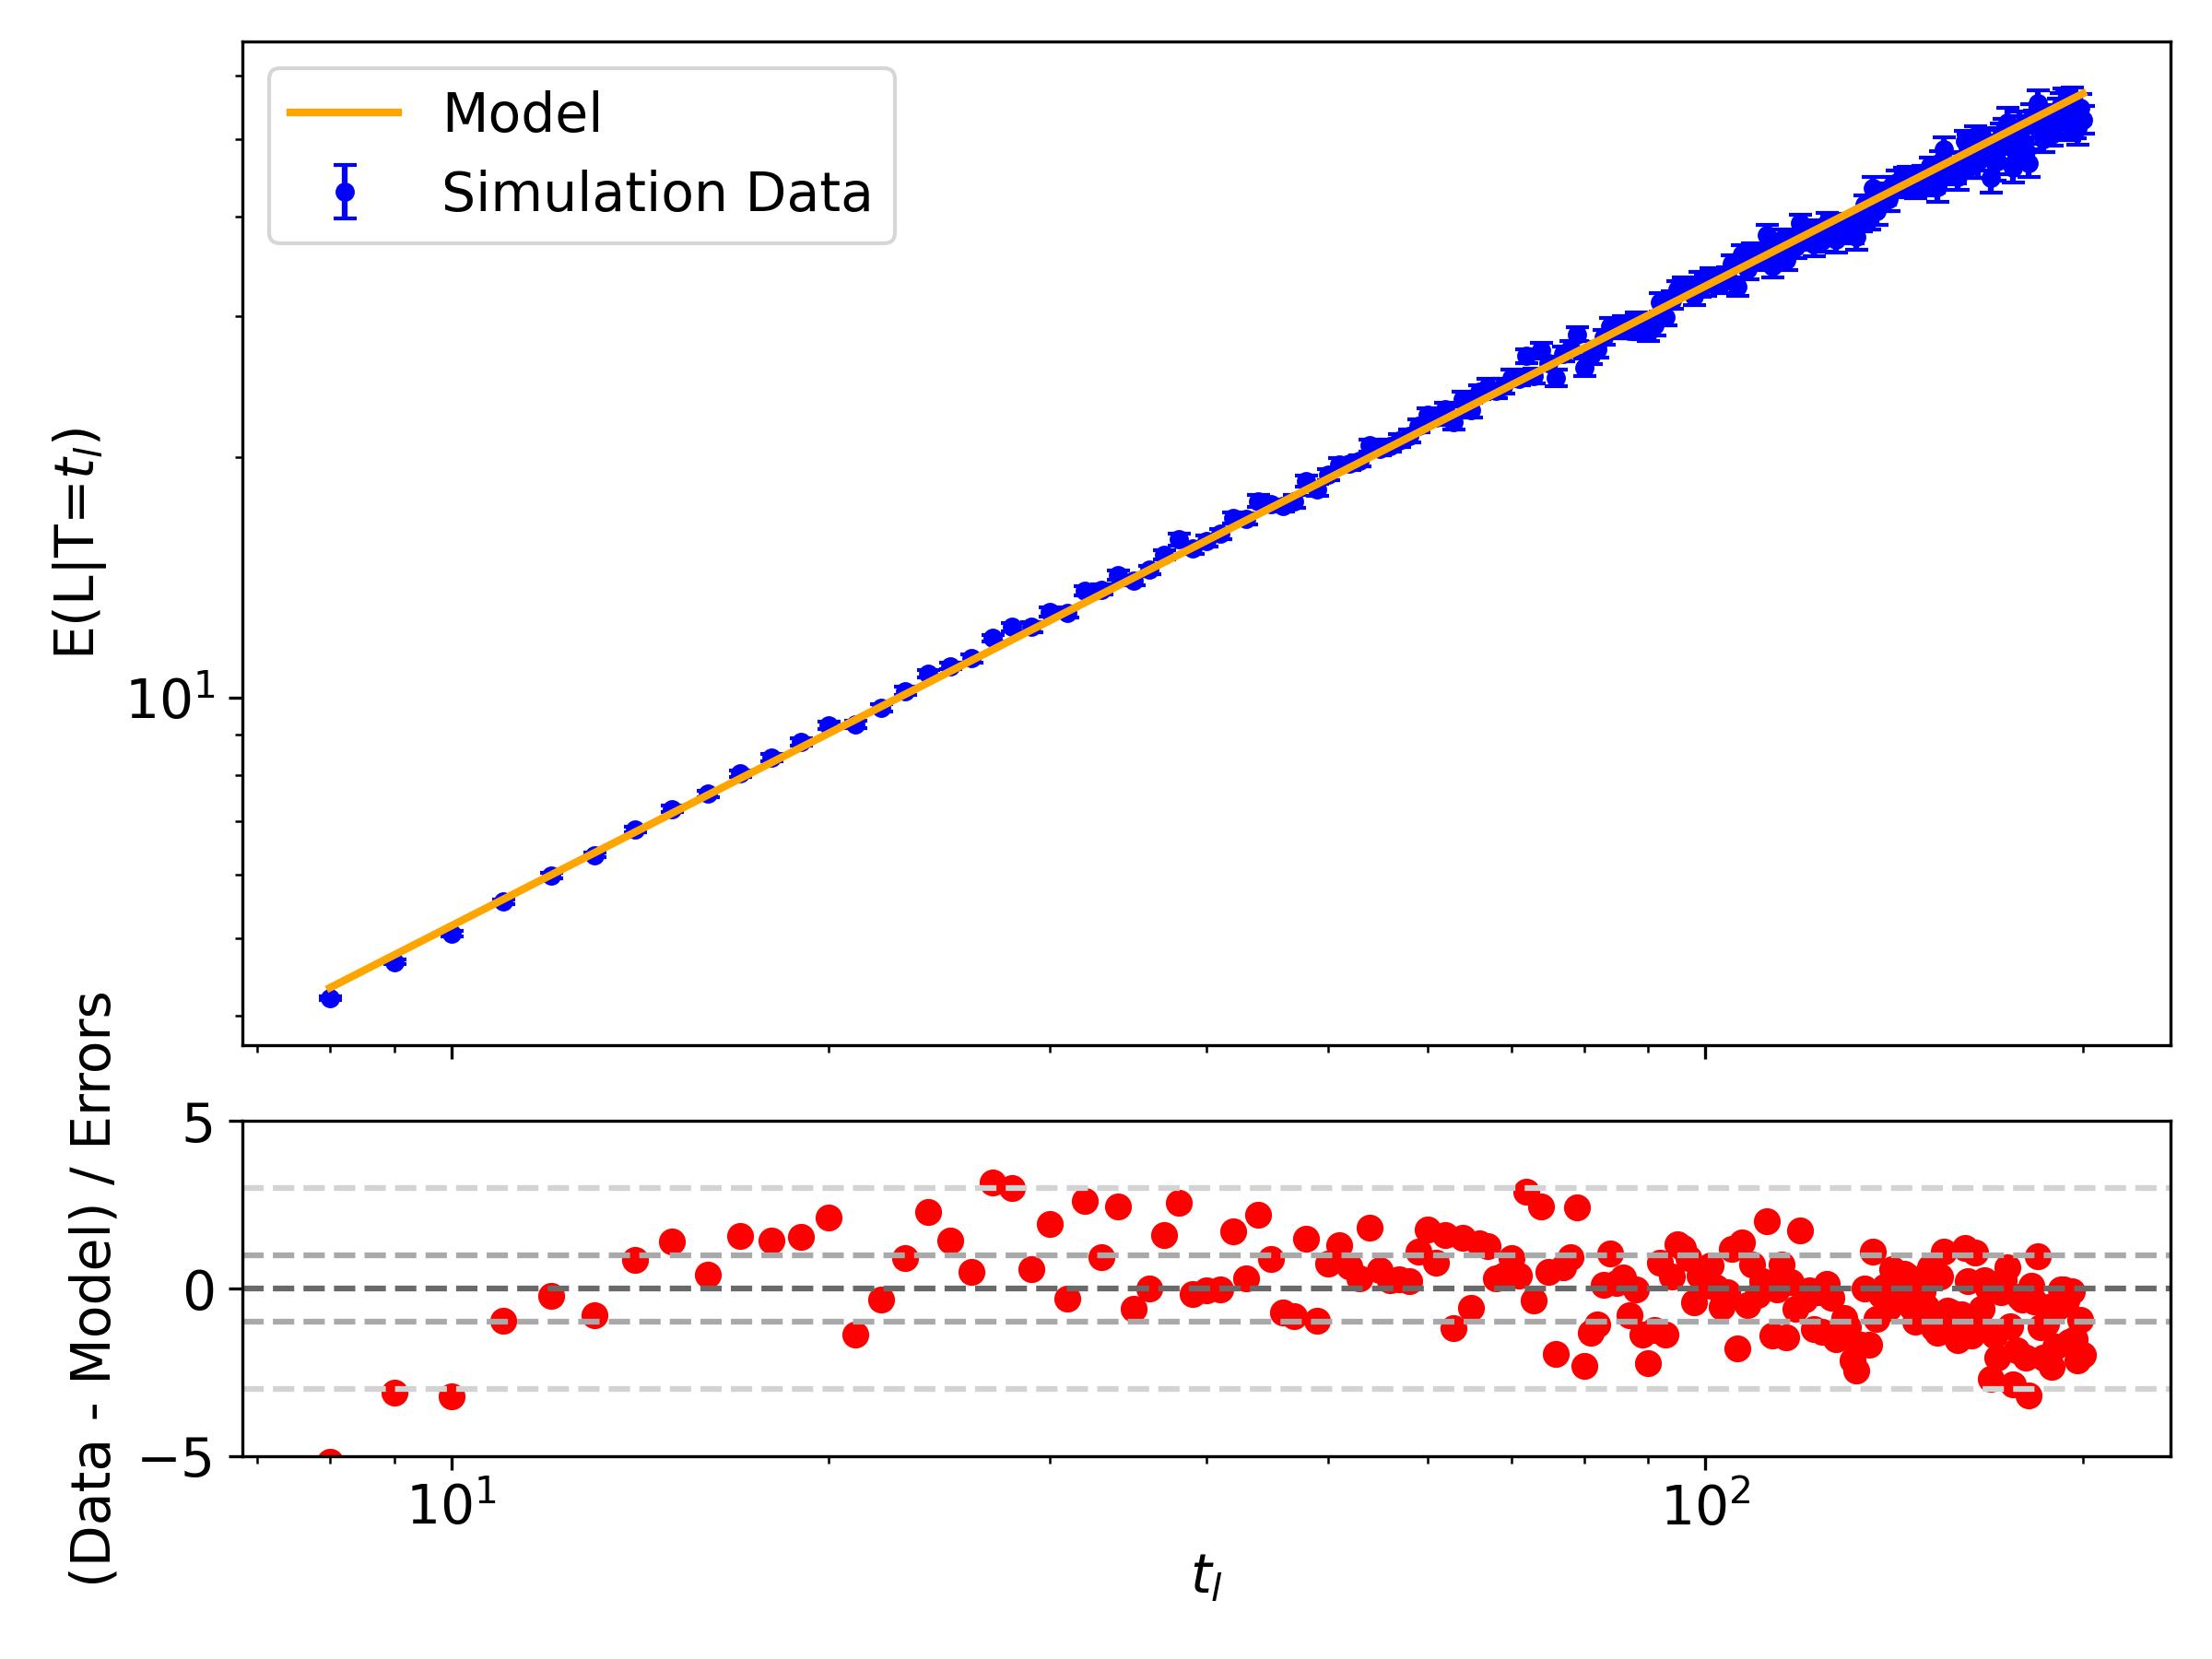 Model
Simulation Data
E(L|T=t_l)
10^1
(Data - Model) / Errors
5
0
−5
10^1
10^2
t_l